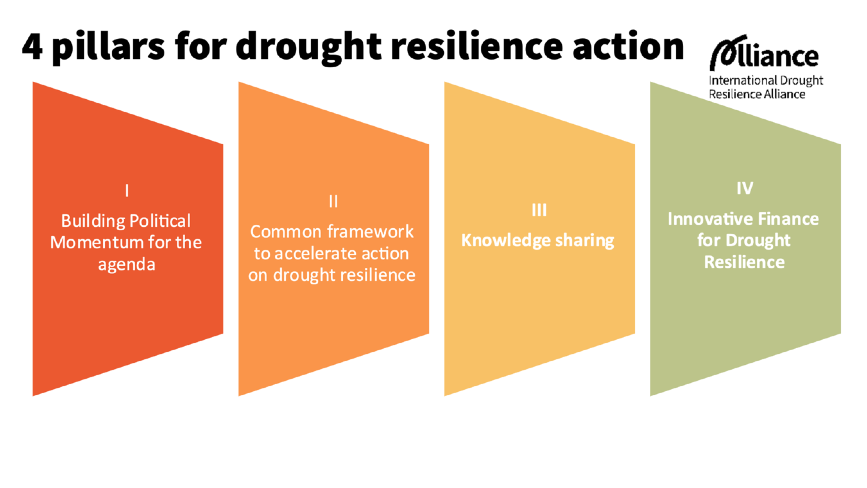 4 pillars for drought resilience action
Alliance
International Drought
Resilience Alliance
I
Building Political
Momentum for the
agenda
II
Common framework
to accelerate action
on drought resilience
III
Knowledge sharing
IV
Innovative Finance
for Drought
Resilience